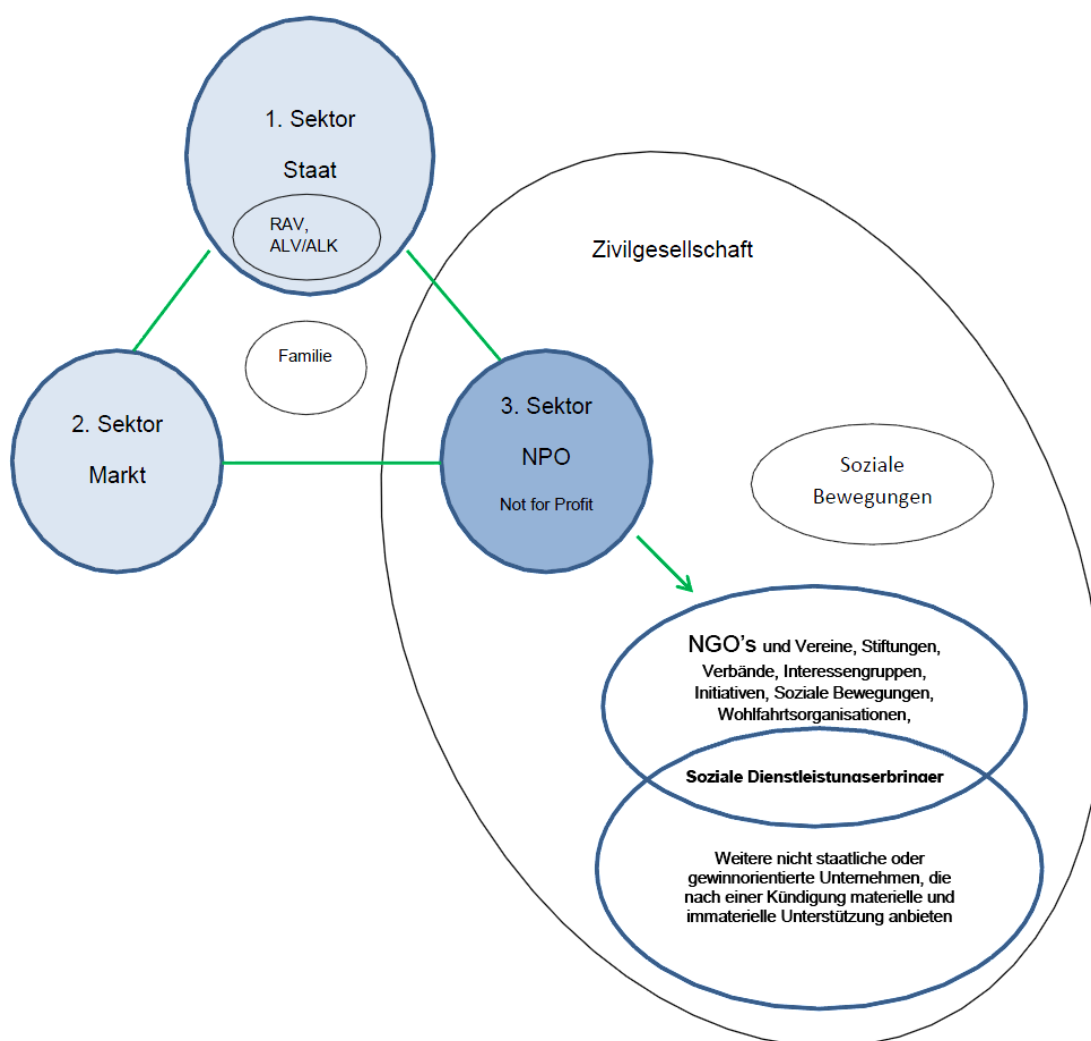 1. Sektor
Staat
RAV,
ALV/ALK
Zivilgesellschaft
Familie
2. Sektor
Markt
3. Sektor
NPO
Not for Profit
Soziale
Bewegungen
NGO's und Vereine, Stiftungen,
Verbände, Interessengruppen,
Initiativen, Soziale Bewegungen,
Wohlfahrtsorganisationen,
Soziale Dienstleistungserbringer
Weitere nicht staatliche oder
gewinnorientierte Unternehmen, die
nach einer Kündigung materielle und
immaterielle Unterstützung anbieten